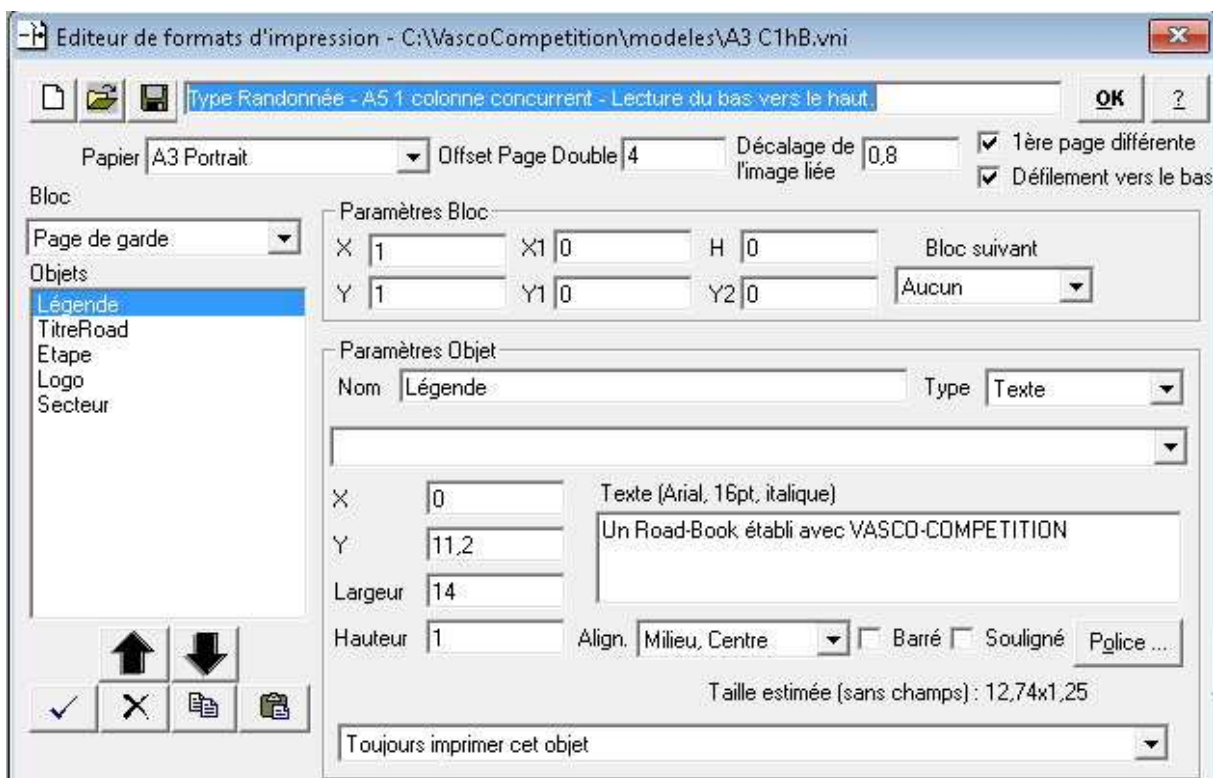 Editeur de formats d'impression - C:\VascoCompetition\modeles\A3 C1hB.vni
Type Randonnée - A5 1 colonne concurrent - Lecture du bas vers le haut.
OK ?
Papier A3 Portrait Offset Page Double 4 Décalage de l'image liée 0,8
1ère page différente
Défilement vers le bas
Bloc
Page de garde
Objets
Légende
TitreRoad
Etape
Logo
Secteur
Paramètres Bloc
X 1 X1 0 H 0 Bloc suivant
Y 1 Y1 0 Y2 0 Aucun
Paramètres Objet
Nom Légende Type Texte
X 0 Texte (Arial, 16pt, italique)
Y 11,2 Un Road-Book établi avec VASCO-COMPETITION
Largeur 14
Hauteur 1 Align. Milieu, Centre Barré Souligné Police ...
Taille estimée (sans champs) : 12,74x1,25
Toujours imprimer cet objet